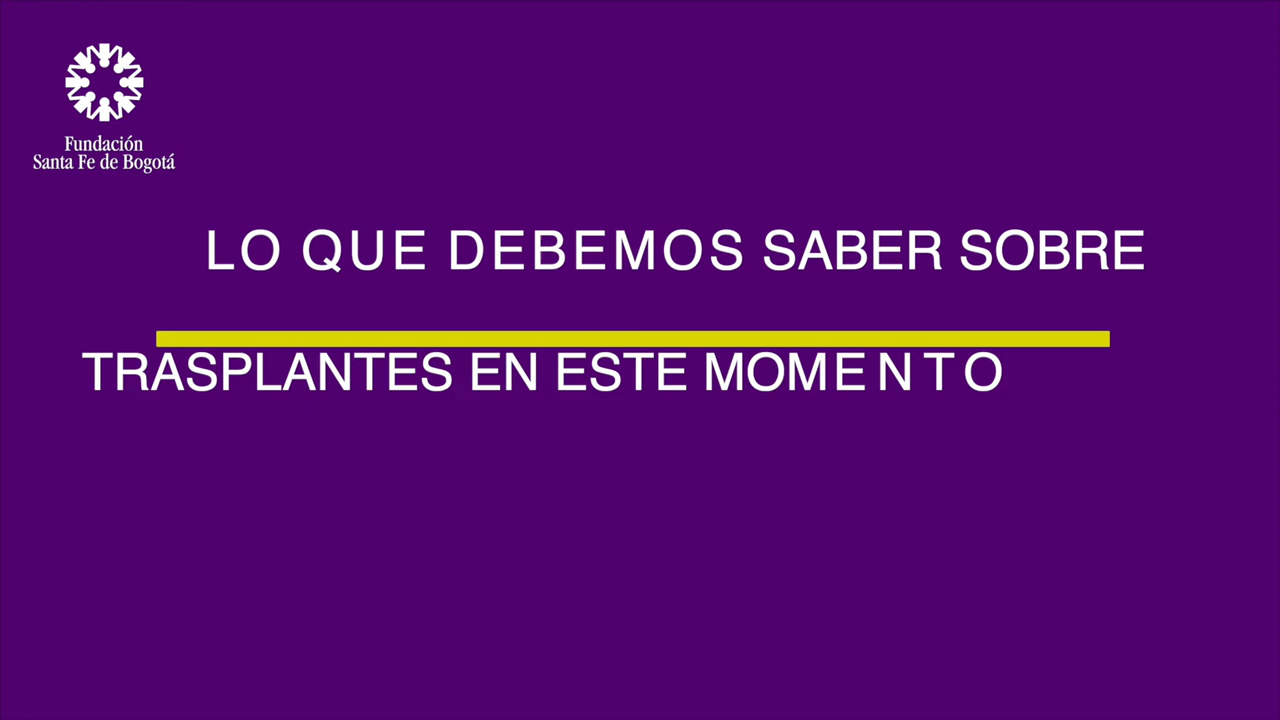 Fundación
Santa Fe de Bogotá
LO QUE DEBEMOS SABER SOBRE
TRASPLANTES EN ESTE MOMENTO